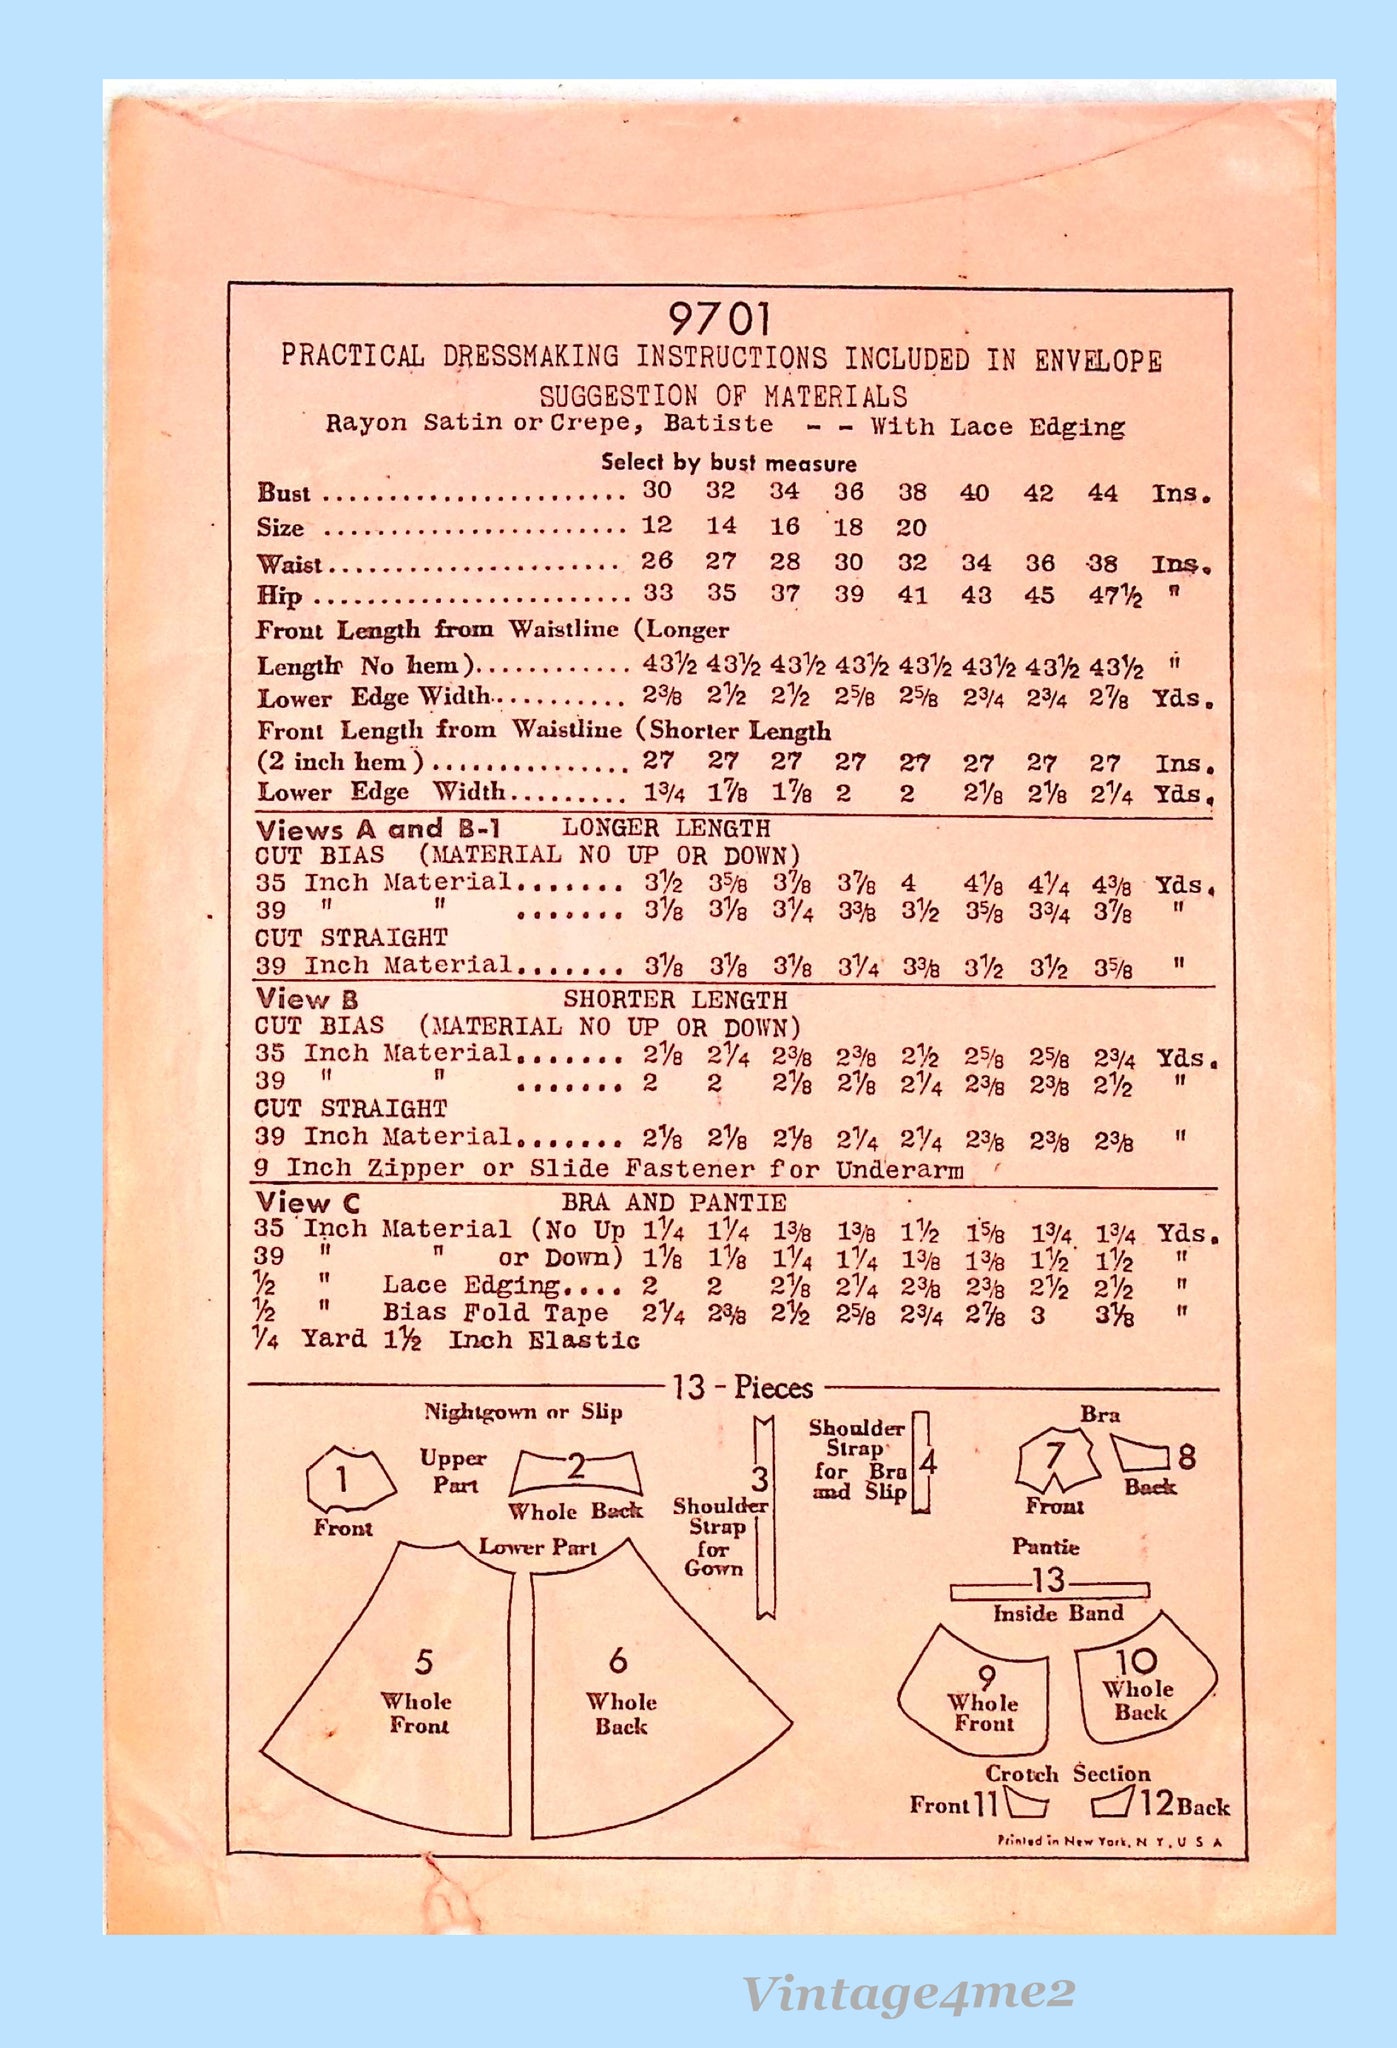 9701
PRACTICAL DRESSMAKING INSTRUCTIONS INCLUDED IN ENVELOPE
SUGGESTION OF MATERIALS
Rayon Satin or Crepe, Batiste - - With Lace Edging
Select by bust measure
Bust ....................... 30 32 34 36 38 40 42 44 Ins.
Size ....................... 12 14 16 18 20
Waist...................... 26 27 28 30 32 34 36 38 Ins.
Hip ........................ 33 35 37 39 41 43 45 47½ "
Front Length from Waistline (Longer
Length No hem)............ 43½ 43½ 43½ 43½ 43½ 43½ 43½ 43½ "
Lower Edge Width.......... 2⅜ 2½ 2½ 2⅝ 2⅝ 2¾ 2¾ 2⅞ Yds.
Front Length from Waistline (Shorter Length
(2 inch hem)............... 27 27 27 27 27 27 27 27 Ins.
Lower Edge Width......... 1¾ 1⅞ 1⅞ 2 2 2⅛ 2⅛ 2¼ Yds.
Views A and B-1 LONGER LENGTH
CUT BIAS (MATERIAL NO UP OR DOWN)
35 Inch Material....... 3½ 3⅝ 3⅞ 3⅞ 4 4⅛ 4¼ 4⅜ Yds.
39 " " ....... 3⅛ 3⅛ 3¼ 3⅜ 3½ 3⅝ 3¾ 3⅞ "
CUT STRAIGHT
39 Inch Material....... 3⅛ 3⅛ 3⅛ 3¼ 3⅜ 3½ 3½ 3⅝ "
View B SHORTER LENGTH
CUT BIAS (MATERIAL NO UP OR DOWN)
35 Inch Material....... 2⅛ 2¼ 2⅜ 2⅜ 2½ 2⅝ 2⅝ 2¾ Yds.
39 " " ....... 2 2 2⅛ 2⅛ 2¼ 2⅜ 2⅜ 2½ "
CUT STRAIGHT
39 Inch Material....... 2⅛ 2⅛ 2⅛ 2¼ 2¼ 2⅜ 2⅜ 2⅜ "
9 Inch Zipper or Slide Fastener for Underarm
View C BRA AND PANTIE
35 Inch Material (No Up 1¼ 1¼ 1⅜ 1⅜ 1½ 1⅝ 1¾ 1¾ Yds.
39 " " or Down) 1⅛ 1⅛ 1¼ 1¼ 1⅜ 1⅜ 1½ 1½ "
½ " Lace Edging.... 2 2 2⅛ 2¼ 2⅜ 2⅜ 2½ 2½ "
½ " Bias Fold Tape 2¼ 2⅜ 2½ 2⅝ 2¾ 2⅞ 3 3⅛ "
¼ Yard 1½ Inch Elastic
13 - Pieces
Nightgown or Slip
1
Front
Upper
Part
2
Whole Back
3
Shoulder
Strap
for
Gown
Shoulder
Strap
for Bra
and Slip
4
Bra
7
Front
8
Back
Lower Part
5
Whole
Front
6
Whole
Back
Pantie
13
Inside Band
9
Whole
Front
10
Whole
Back
Crotch Section
Front 11
12 Back
Printed in New York, N Y, U S A
Vintage4me2